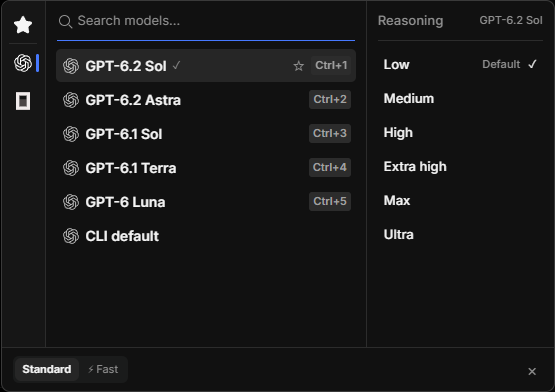 Search models...
GPT-6.2 Sol ✓ ☆ Ctrl+1
GPT-6.2 Astra Ctrl+2
GPT-6.1 Sol Ctrl+3
GPT-6.1 Terra Ctrl+4
GPT-6 Luna Ctrl+5
CLI default
Reasoning GPT-6.2 Sol
Low Default ✓
Medium
High
Extra high
Max
Ultra
Standard ⚡Fast ×